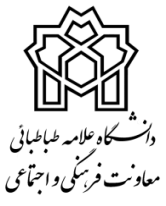 دانشگاه علامه طباطبائی
معاونت فرهنگی و اجتماعی